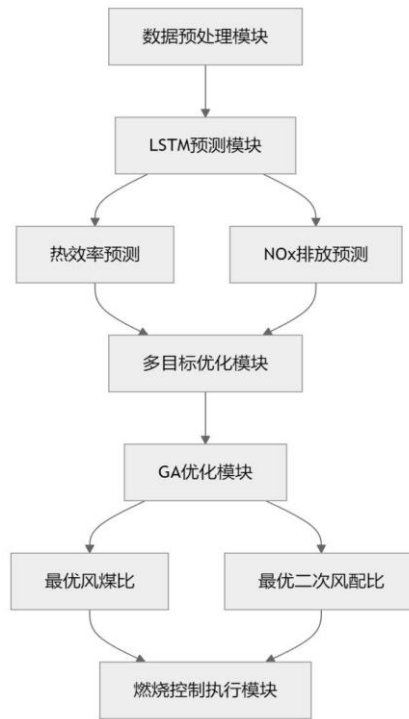 数据预处理模块
LSTM预测模块
热效率预测
NOx排放预测
多目标优化模块
GA优化模块
最优风煤比
最优二次风配比
燃烧控制执行模块